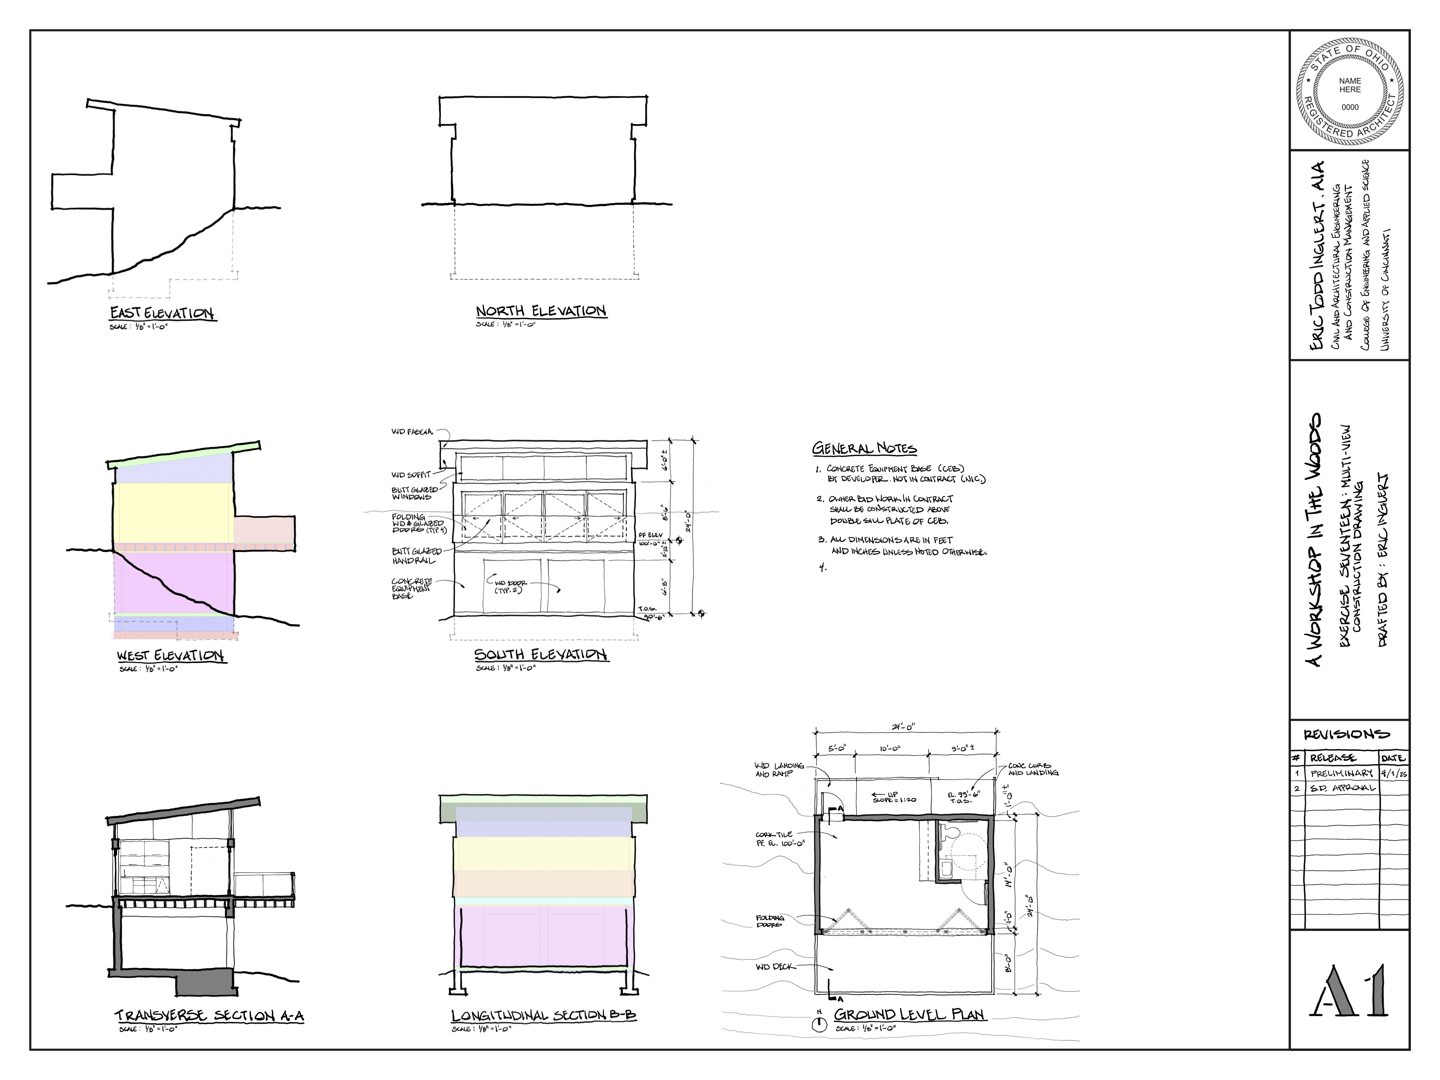 EAST ELEVATION
SCALE: 1/8" = 1'-0"
NORTH ELEVATION
SCALE: 1/8" = 1'-0"
WEST ELEVATION
SCALE: 1/8" = 1'-0"
WD FASCIA
WD SOFFIT
BUTT GLAZED
WINDOWS
FOLDING
WD & GLAZED
DOORS (TYP 4)
BUTT GLAZED
HANDRAIL
CONCRETE
EQUIPMENT
BASE
WD DOOR
(TYP. 2)
FF ELEV
100'-0"
T.O.S.
24'-0"
SOUTH ELEVATION
SCALE: 1/8" = 1'-0"
GENERAL NOTES
1. CONCRETE EQUIPMENT BASE (CEB)
BY DEVELOPER. NOT IN CONTRACT (NIC)
2. OWNER BID WORK IN CONTRACT
SHALL BE CONSTRUCTED ABOVE
DOUBLE SILL PLATE OF CEB.
3. ALL DIMENSIONS ARE IN FEET
AND INCHES UNLESS NOTED OTHERWISE.
4.
TRANSVERSE SECTION A-A
SCALE: 1/8" = 1'-0"
LONGITUDINAL SECTION B-B
SCALE: 1/8" = 1'-0"
24'-0"
5'-0" 10'-0" 9'-0" ±
WD LANDING
AND RAMP
CONC CURB
AND LANDING
UP
SLOPE = 1:20
EL. 99'-6"
T.O.S.
A
CORK TILE
FF. EL. 100'-0"
14'-0"
24'-0"
1'-0"
FOLDING
DOORS
WD DECK
8'-0"
A
N
GROUND LEVEL PLAN
SCALE: 1/8" = 1'-0"
STATE OF OHIO
NAME
HERE
0000
REGISTERED ARCHITECT
ERIC TODD INGLERT. AIA
CIVIL AND ARCHITECTURAL ENGINEERING
AND CONSTRUCTION MANAGEMENT
COLLEGE OF ENGINEERING AND APPLIED SCIENCE
UNIVERSITY OF CINCINNATI
A WORKSHOP IN THE WOODS
EXERCISE SEVENTEEN: MULTI-VIEW
CONSTRUCTION DRAWING
DRAFTED BY: ERIC INGLERT
REVISIONS
# RELEASE DATE
1 PRELIMINARY 4/1/25
2 S.D. APPROVAL
A1